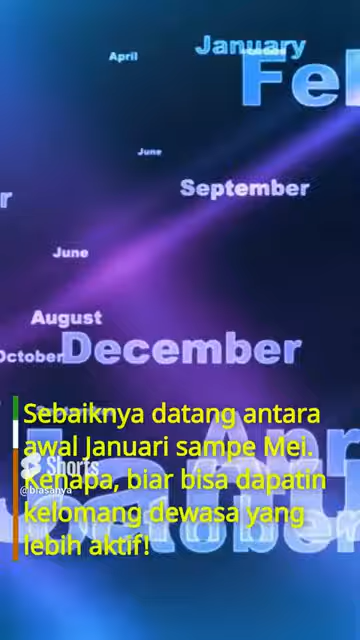 January
April
Fel
June
September
r
June
August
October
December
Sebaiknya datang antara
awal Januari sampe Mei.
Shorts
Kenapa, biar bisa dapatin
@biasanya
kelomang dewasa yang
lebih aktif!